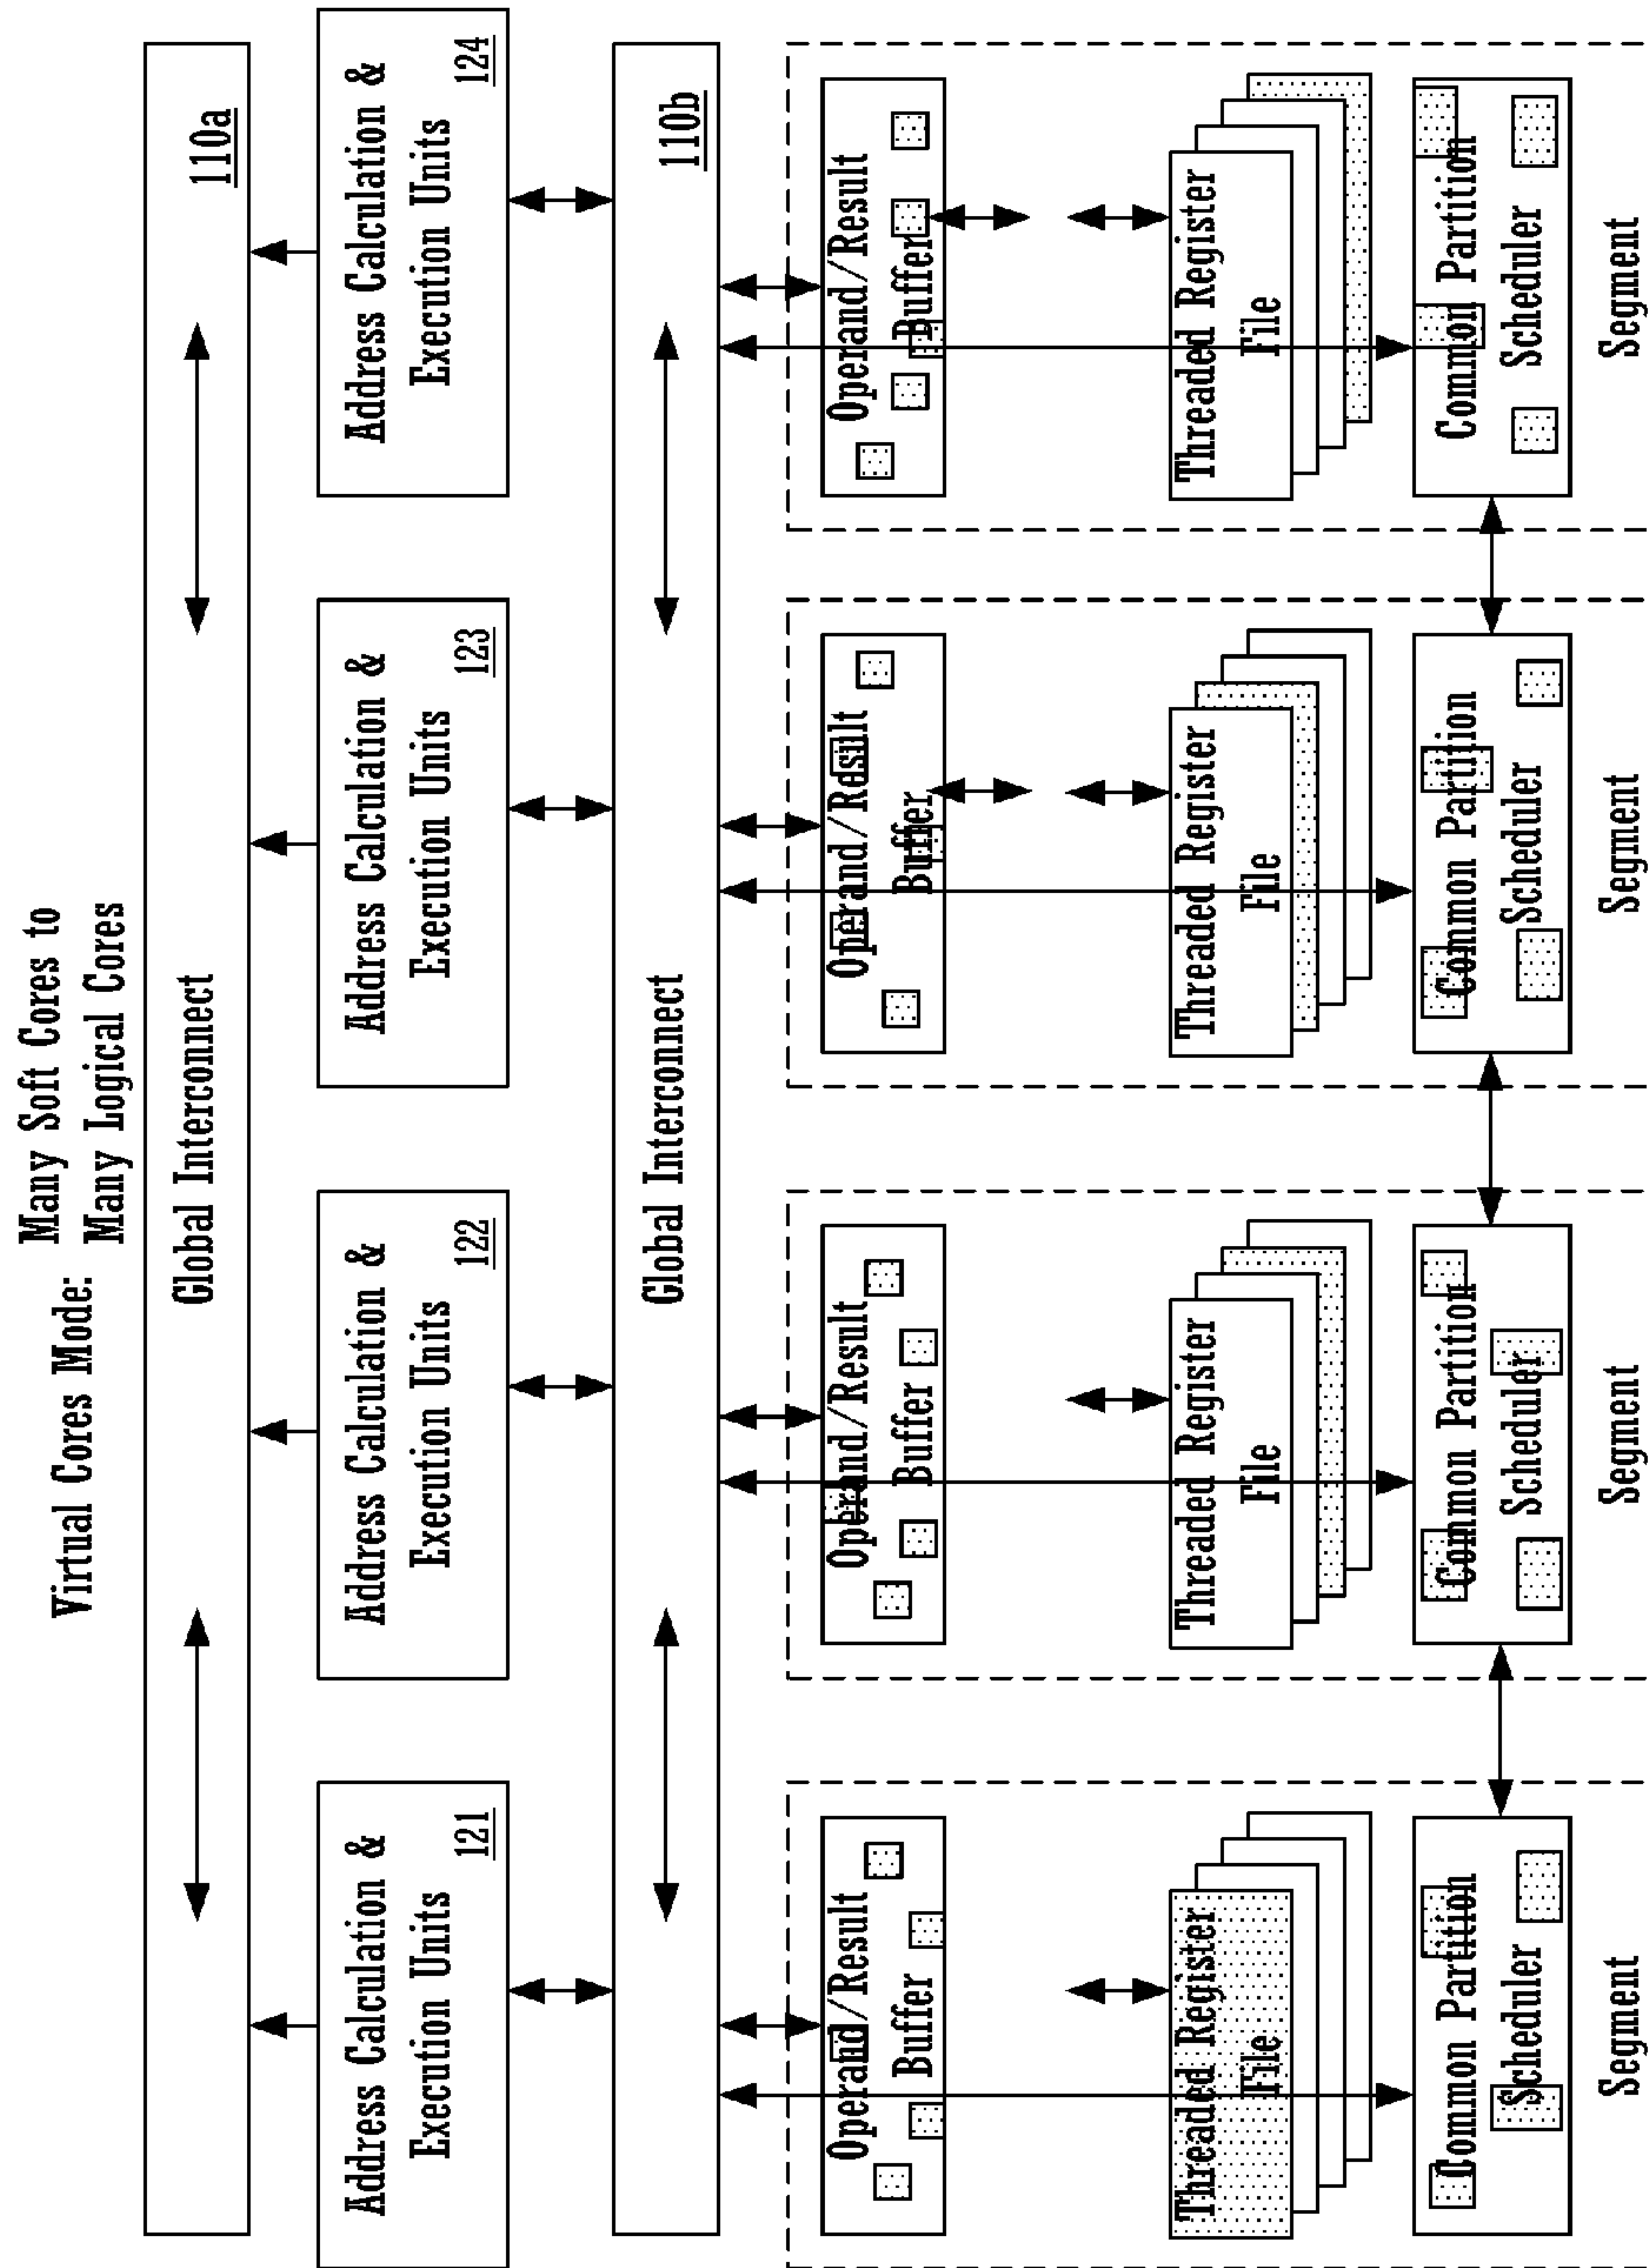 Virtual Cores Mode:
Many Soft Cores to
Many Logical Cores
Global Interconnect
110a
Address Calculation &
Execution Units
121
Address Calculation &
Execution Units
122
Address Calculation &
Execution Units
123
Address Calculation &
Execution Units
124
Global Interconnect
110b
Operand/Result
Buffer
Operand/Result
Buffer
Operand/Result
Buffer
Operand/Result
Buffer
Threaded Register
File
Threaded Register
File
Threaded Register
File
Threaded Register
File
Common Partition
Scheduler
Common Partition
Scheduler
Common Partition
Scheduler
Common Partition
Scheduler
Segment
Segment
Segment
Segment